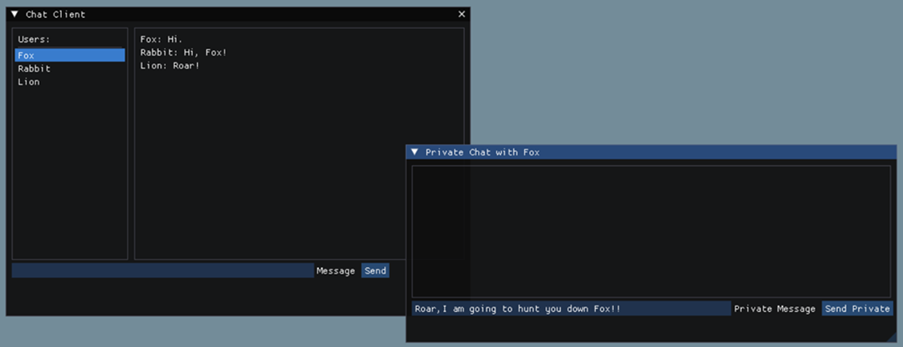 Chat Client
Users:
Fox
Rabbit
Lion
Fox: Hi.
Rabbit: Hi, Fox!
Lion: Roar!
Message Send
Private Chat with Fox
Roar,I am going to hunt you down Fox!! Private Message Send Private